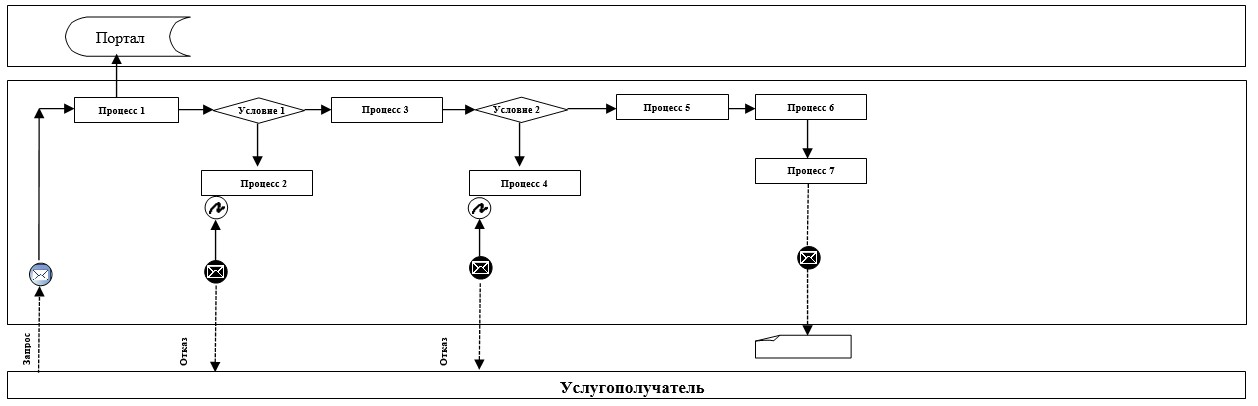 Портал
Процесс 1
Условие 1
Процесс 3
Условие 2
Процесс 5
Процесс 6
Процесс 2
Процесс 4
Процесс 7
Запрос
Отказ
Отказ
Услугополучатель